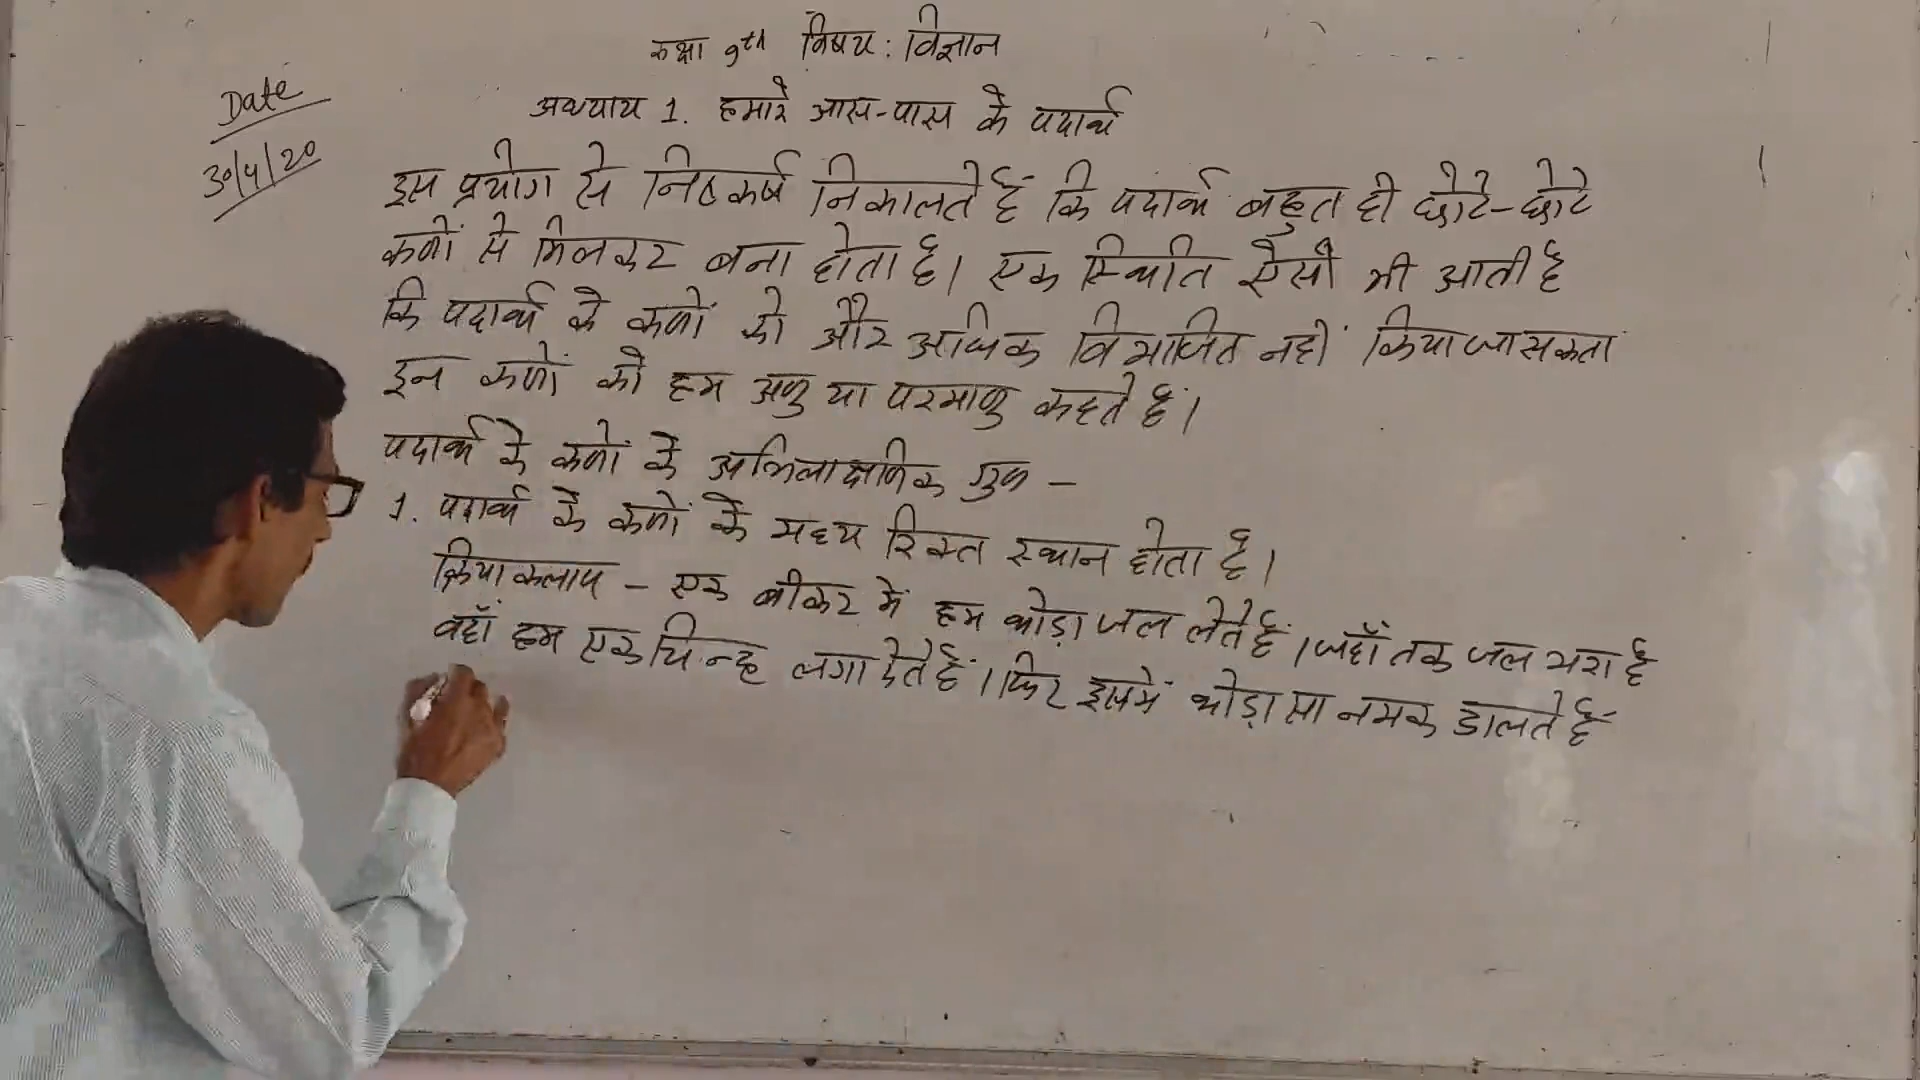 कक्षा 9th विषय: विज्ञान
Date
30/4/20
अध्याय 1. हमारे आस-पास के पदार्थ
इस प्रयोग से निष्कर्ष निकालते हैं कि पदार्थ बहुत ही छोटे-छोटे
कणों से मिलकर बना होता है। एक स्थिति ऐसी भी आती है
कि पदार्थ के कणों को और अधिक विभाजित नहीं किया जा सकता
इन कणों को हम अणु या परमाणु कहते हैं।
पदार्थ के कणों के अभिलाक्षणिक गुण -
1. पदार्थ के कणों के मध्य रिक्त स्थान होता है।
क्रियाकलाप - एक बीकर में हम थोड़ा जल लेते हैं। जहाँ तक जल भरा है
वहाँ हम एक चिन्ह लगा देते हैं। फिर इसमें थोड़ा सा नमक डालते हैं